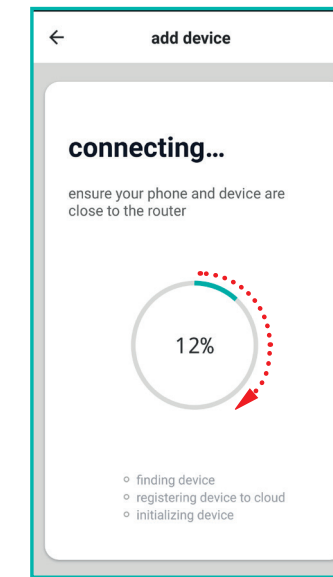 add device
connecting...
ensure your phone and device are
close to the router
12%
finding device
registering device to cloud
initializing device